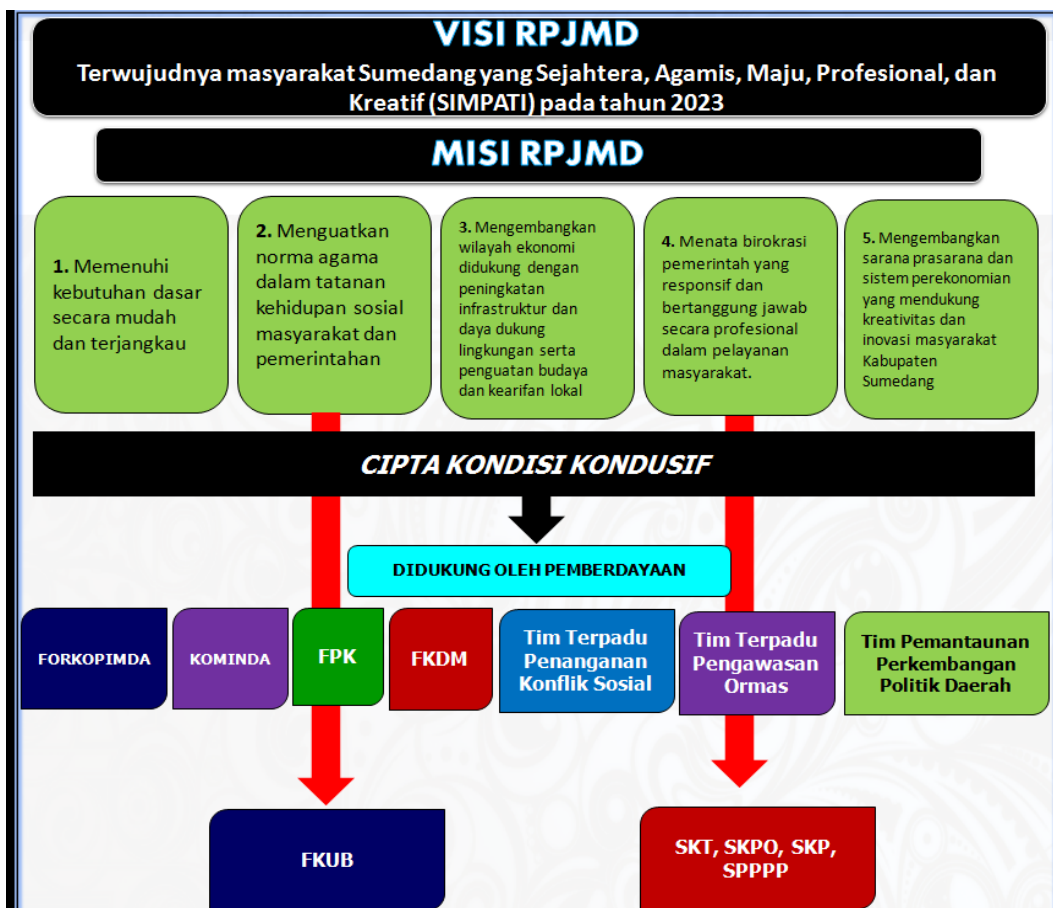 VISI RPJMD
Terwujudnya masyarakat Sumedang yang Sejahtera, Agamis, Maju, Profesional, dan
Kreatif (SIMPATI) pada tahun 2023
MISI RPJMD
1. Memenuhi
kebutuhan dasar
secara mudah
dan terjangkau
2. Menguatkan
norma agama
dalam tatanan
kehidupan sosial
masyarakat dan
pemerintahan
3. Mengembangkan
wilayah ekonomi
didukung dengan
peningkatan
infrastruktur dan
daya dukung
lingkungan serta
penguatan budaya
dan kearifan lokal
4. Menata birokrasi
pemerintah yang
responsif dan
bertanggung jawab
secara profesional
dalam pelayanan
masyarakat.
5. Mengembangkan
sarana prasarana dan
sistem perekonomian
yang mendukung
kreativitas dan
inovasi masyarakat
Kabupaten
Sumedang
CIPTA KONDISI KONDUSIF
DIDUKUNG OLEH PEMBERDAYAAN
FORKOPIMDA
KOMINDA
FPK
FKDM
Tim Terpadu
Penanganan
Konflik Sosial
Tim Terpadu
Pengawasan
Ormas
Tim Pemantaunan
Perkembangan
Politik Daerah
FKUB
SKT, SKPO, SKP,
SPPPP